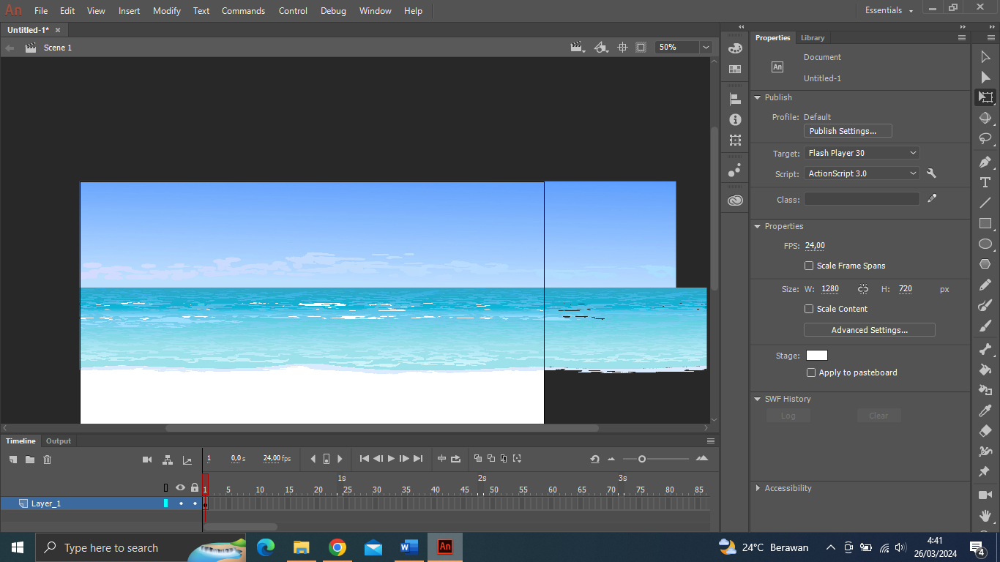 An File Edit View Insert Modify Text Commands Control Debug Window Help Essentials
Untitled-1* ×
Scene 1 50%
Properties Library
Document
An
Untitled-1
Publish
Profile: Default
Publish Settings...
Target: Flash Player 30
Script: ActionScript 3.0
Class:
Properties
FPS: 24,00
Scale Frame Spans
Size: W: 1280 H: 720 px
Scale Content
Advanced Settings...
Stage:
Apply to pasteboard
SWF History
Log Clear
Accessibility
Timeline Output
1 0,0 s 24,00 fps
1s 2s 3s
1 5 10 15 20 25 30 35 40 45 50 55 60 65 70 75 80 85
Layer_1
Type here to search
An
24°C Berawan
4:41
26/03/2024
4